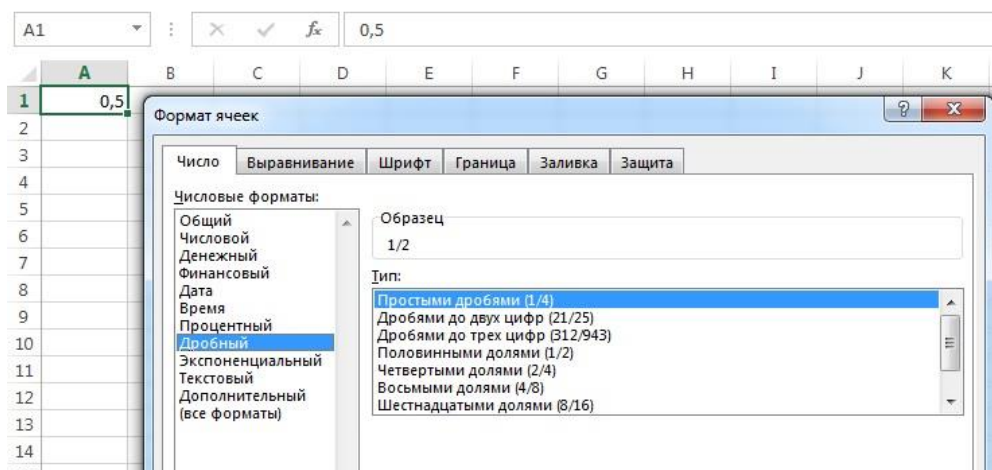 A1 fx 0,5
A B C D E F G H I J K
1 0,5
2
3
4
5
6
7
8
9
10
11
12
13
14
Формат ячеек
Число Выравнивание Шрифт Граница Заливка Защита
Числовые форматы:
Общий
Числовой
Денежный
Финансовый
Дата
Время
Процентный
Дробный
Экспоненциальный
Текстовый
Дополнительный
(все форматы)
Образец
1/2
Тип:
Простыми дробями (1/4)
Дробями до двух цифр (21/25)
Дробями до трех цифр (312/943)
Половинными долями (1/2)
Четвертыми долями (2/4)
Восьмыми долями (4/8)
Шестнадцатыми долями (8/16)